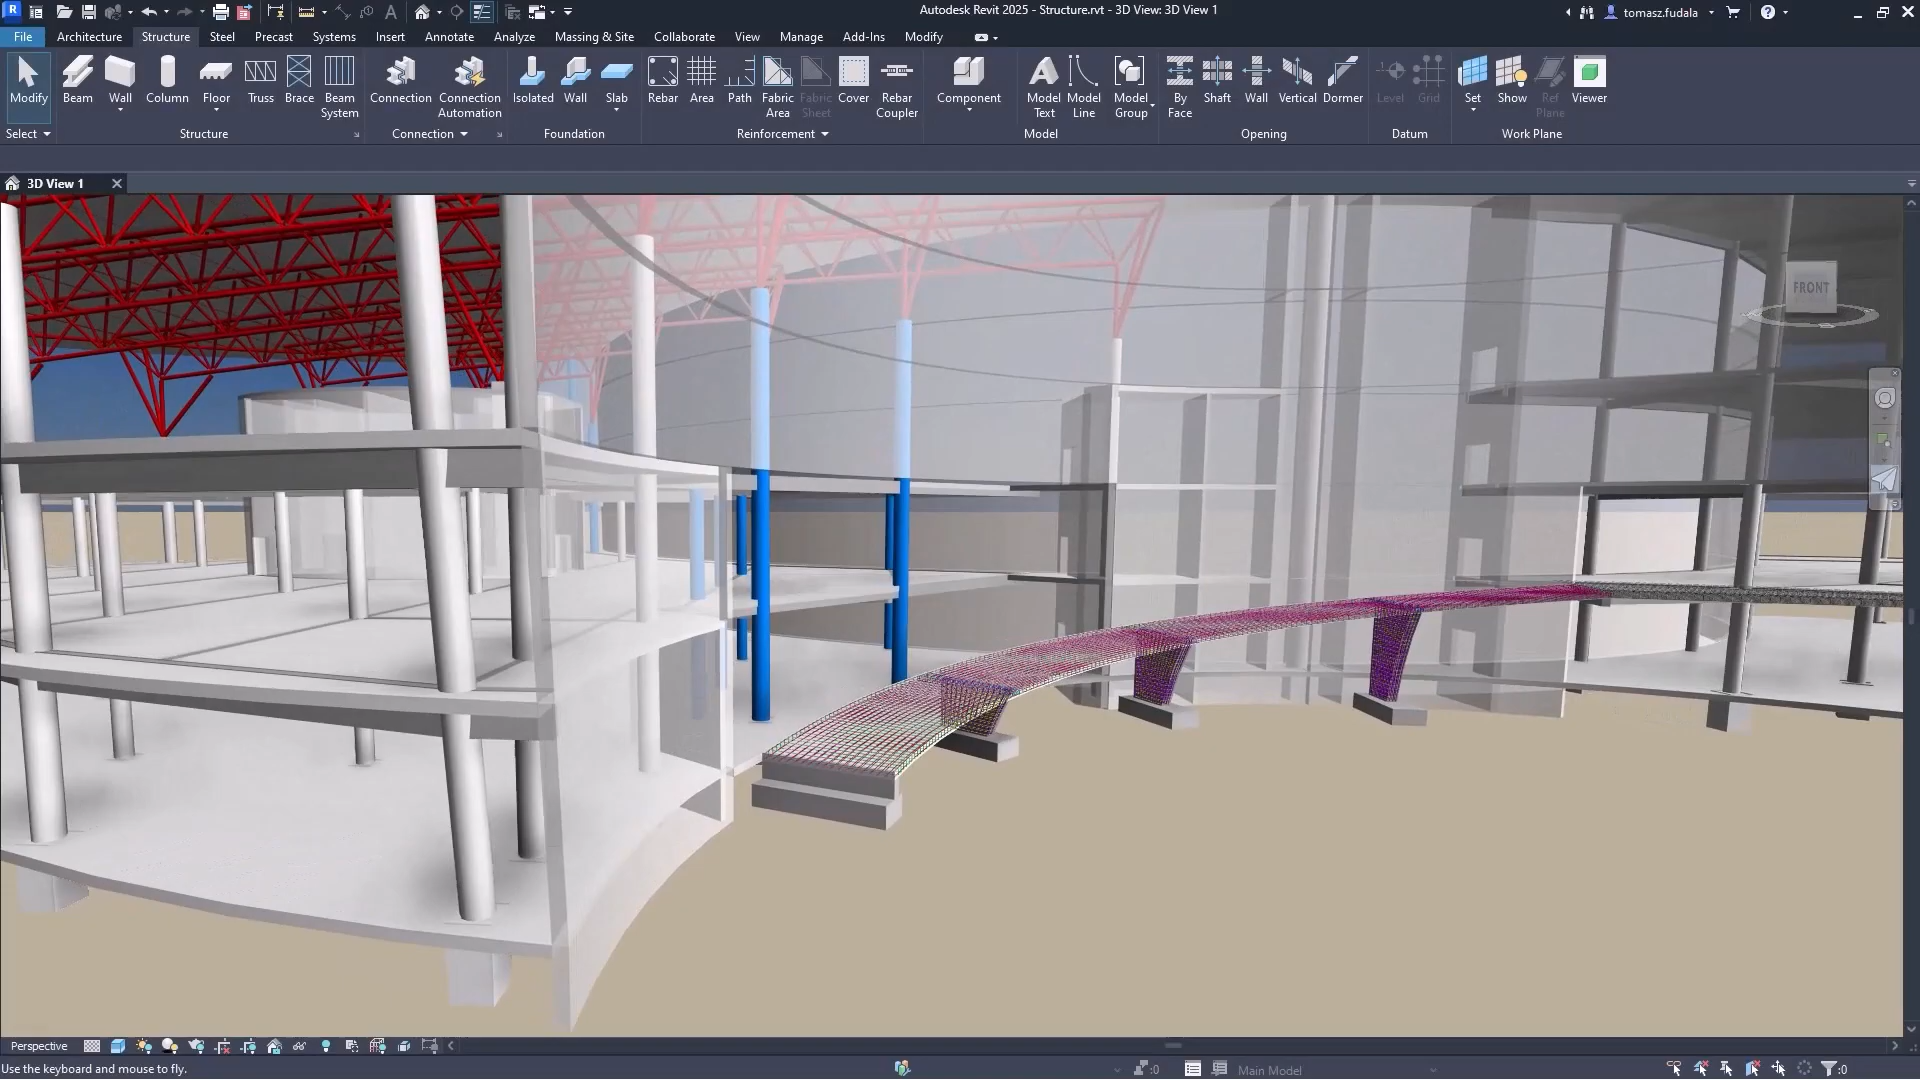 R
Autodesk Revit 2025 - Structure.rvt - 3D View: 3D View 1
tomasz.fudala
File Architecture Structure Steel Precast Systems Insert Annotate Analyze Massing & Site Collaborate View Manage Add-Ins Modify
Modify Beam Wall Column Floor Truss Brace Beam System Connection Connection Automation Isolated Wall Slab Rebar Area Path Fabric Area Fabric Sheet Cover Rebar Coupler Component Model Text Model Line Model Group By Face Shaft Wall Vertical Dormer Level Grid Set Show Ref Plane Viewer
Select Structure Connection Foundation Reinforcement Model Opening Datum Work Plane
3D View 1
FRONT
Perspective
Use the keyboard and mouse to fly.
:0
Main Model
:0